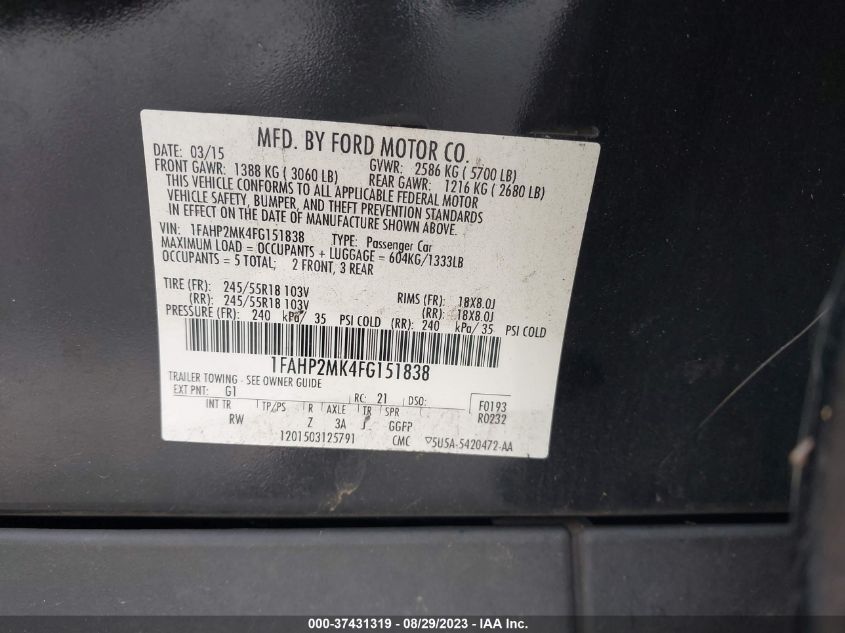 MFD. BY FORD MOTOR CO.
DATE: 03/15 GVWR: 2586 KG ( 5700 LB)
FRONT GAWR: 1388 KG ( 3060 LB) REAR GAWR: 1216 KG ( 2680 LB)
THIS VEHICLE CONFORMS TO ALL APPLICABLE FEDERAL MOTOR
VEHICLE SAFETY, BUMPER, AND THEFT PREVENTION STANDARDS
IN EFFECT ON THE DATE OF MANUFACTURE SHOWN ABOVE.
VIN: 1FAHP2MK4FG151838 TYPE: Passenger Car
MAXIMUM LOAD = OCCUPANTS + LUGGAGE = 604KG/1333LB
OCCUPANTS = 5 TOTAL; 2 FRONT, 3 REAR
TIRE (FR): 245/55R18 103V RIMS (FR): 18X8.0J
(RR): 245/55R18 103V (RR): 18X8.0J
PRESSURE (FR): 240 kPa/ 35 PSI COLD (RR): 240 kPa/ 35 PSI COLD
1FAHP2MK4FG151838
TRAILER TOWING - SEE OWNER GUIDE
EXT PNT: G1 RC: 21 DSO: F0193
INT TR TP/PS R AXLE TR SPR R0232
RW Z 3A J GGFP
1201503125791 CMC ▽5U5A-5420472-AA
000-37431319 - 08/29/2023 - IAA Inc.